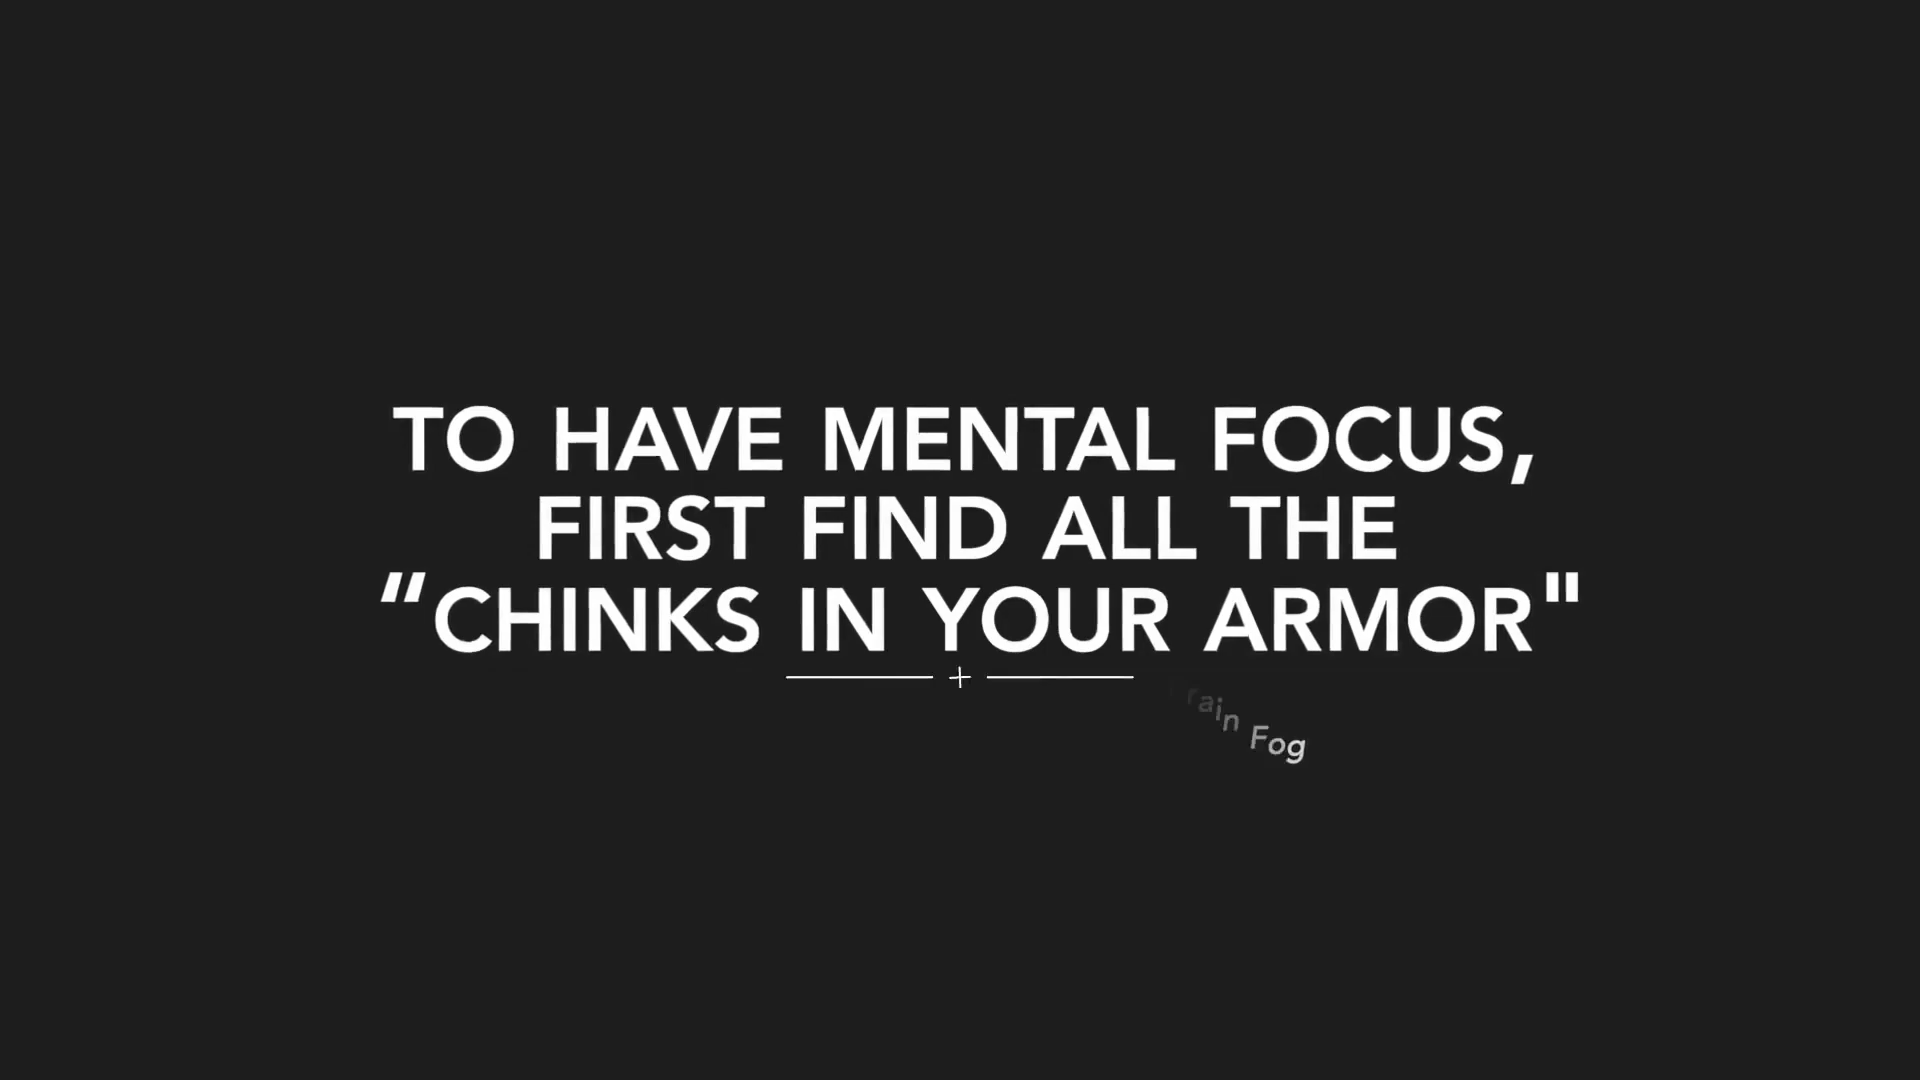 TO HAVE MENTAL FOCUS,
FIRST FIND ALL THE
“CHINKS IN YOUR ARMOR"
Fog